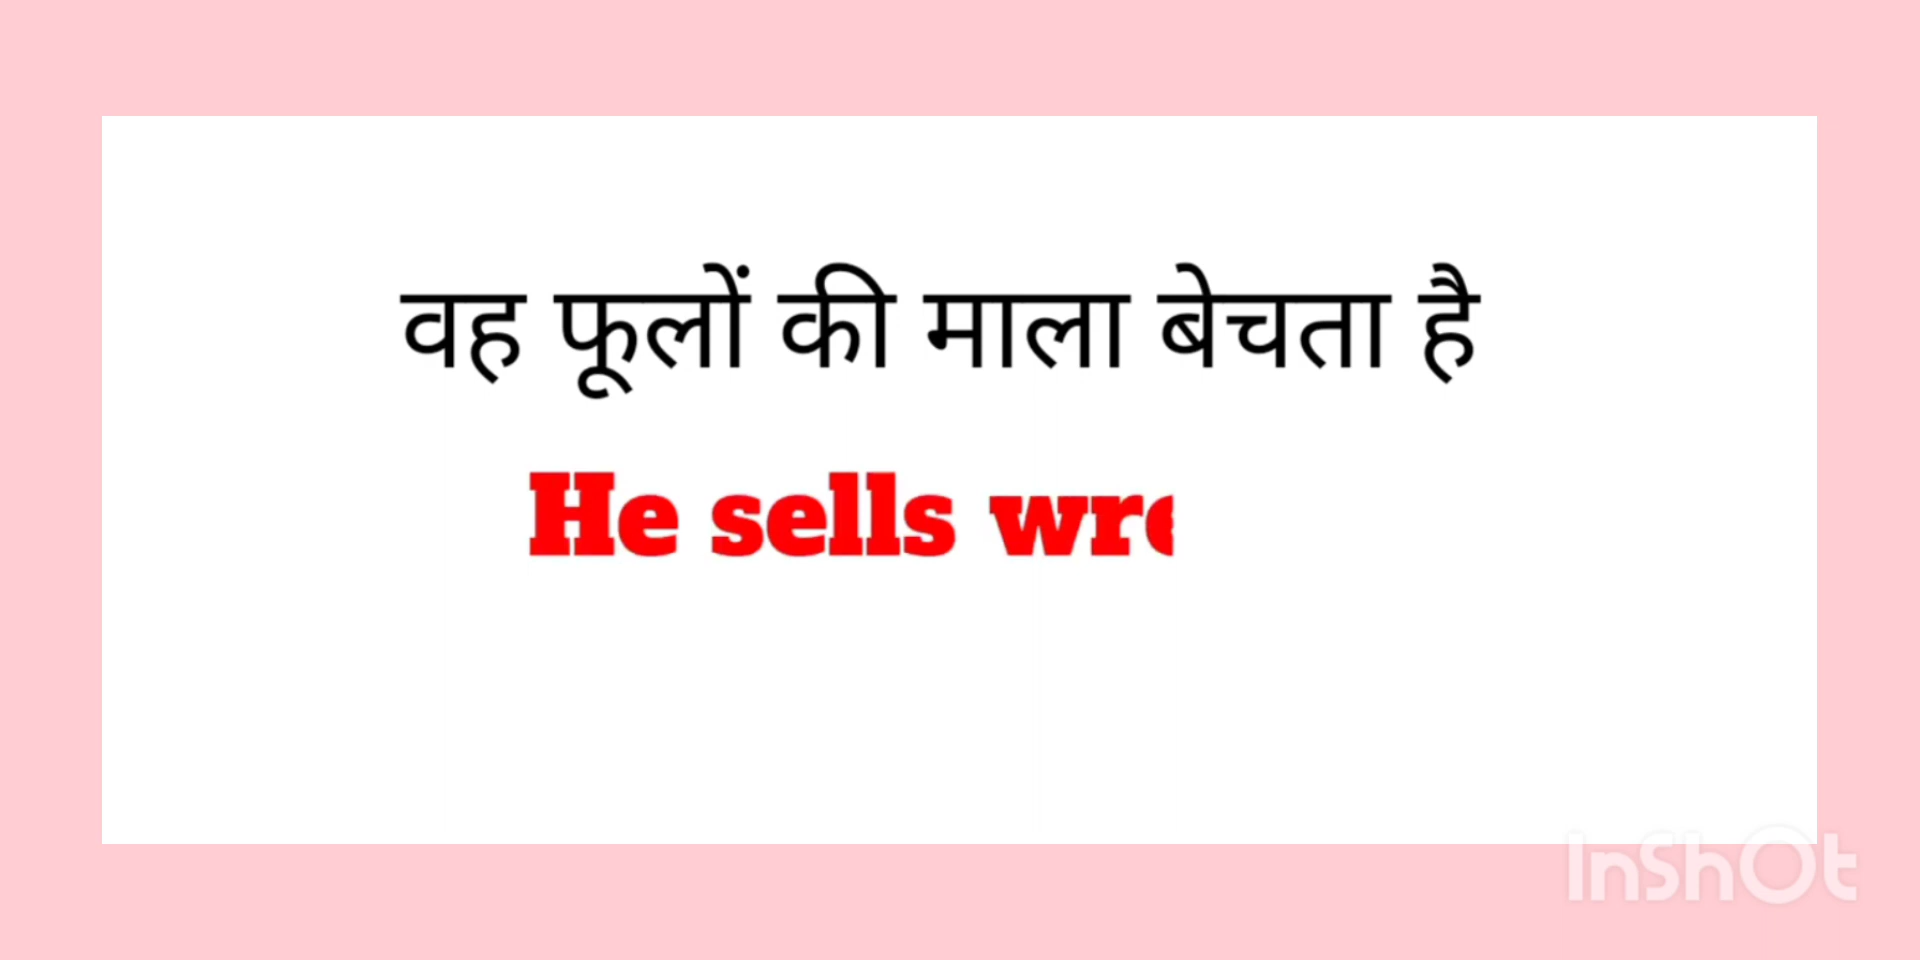 वह फूलों की माला बेचता है
He sells
InShOt